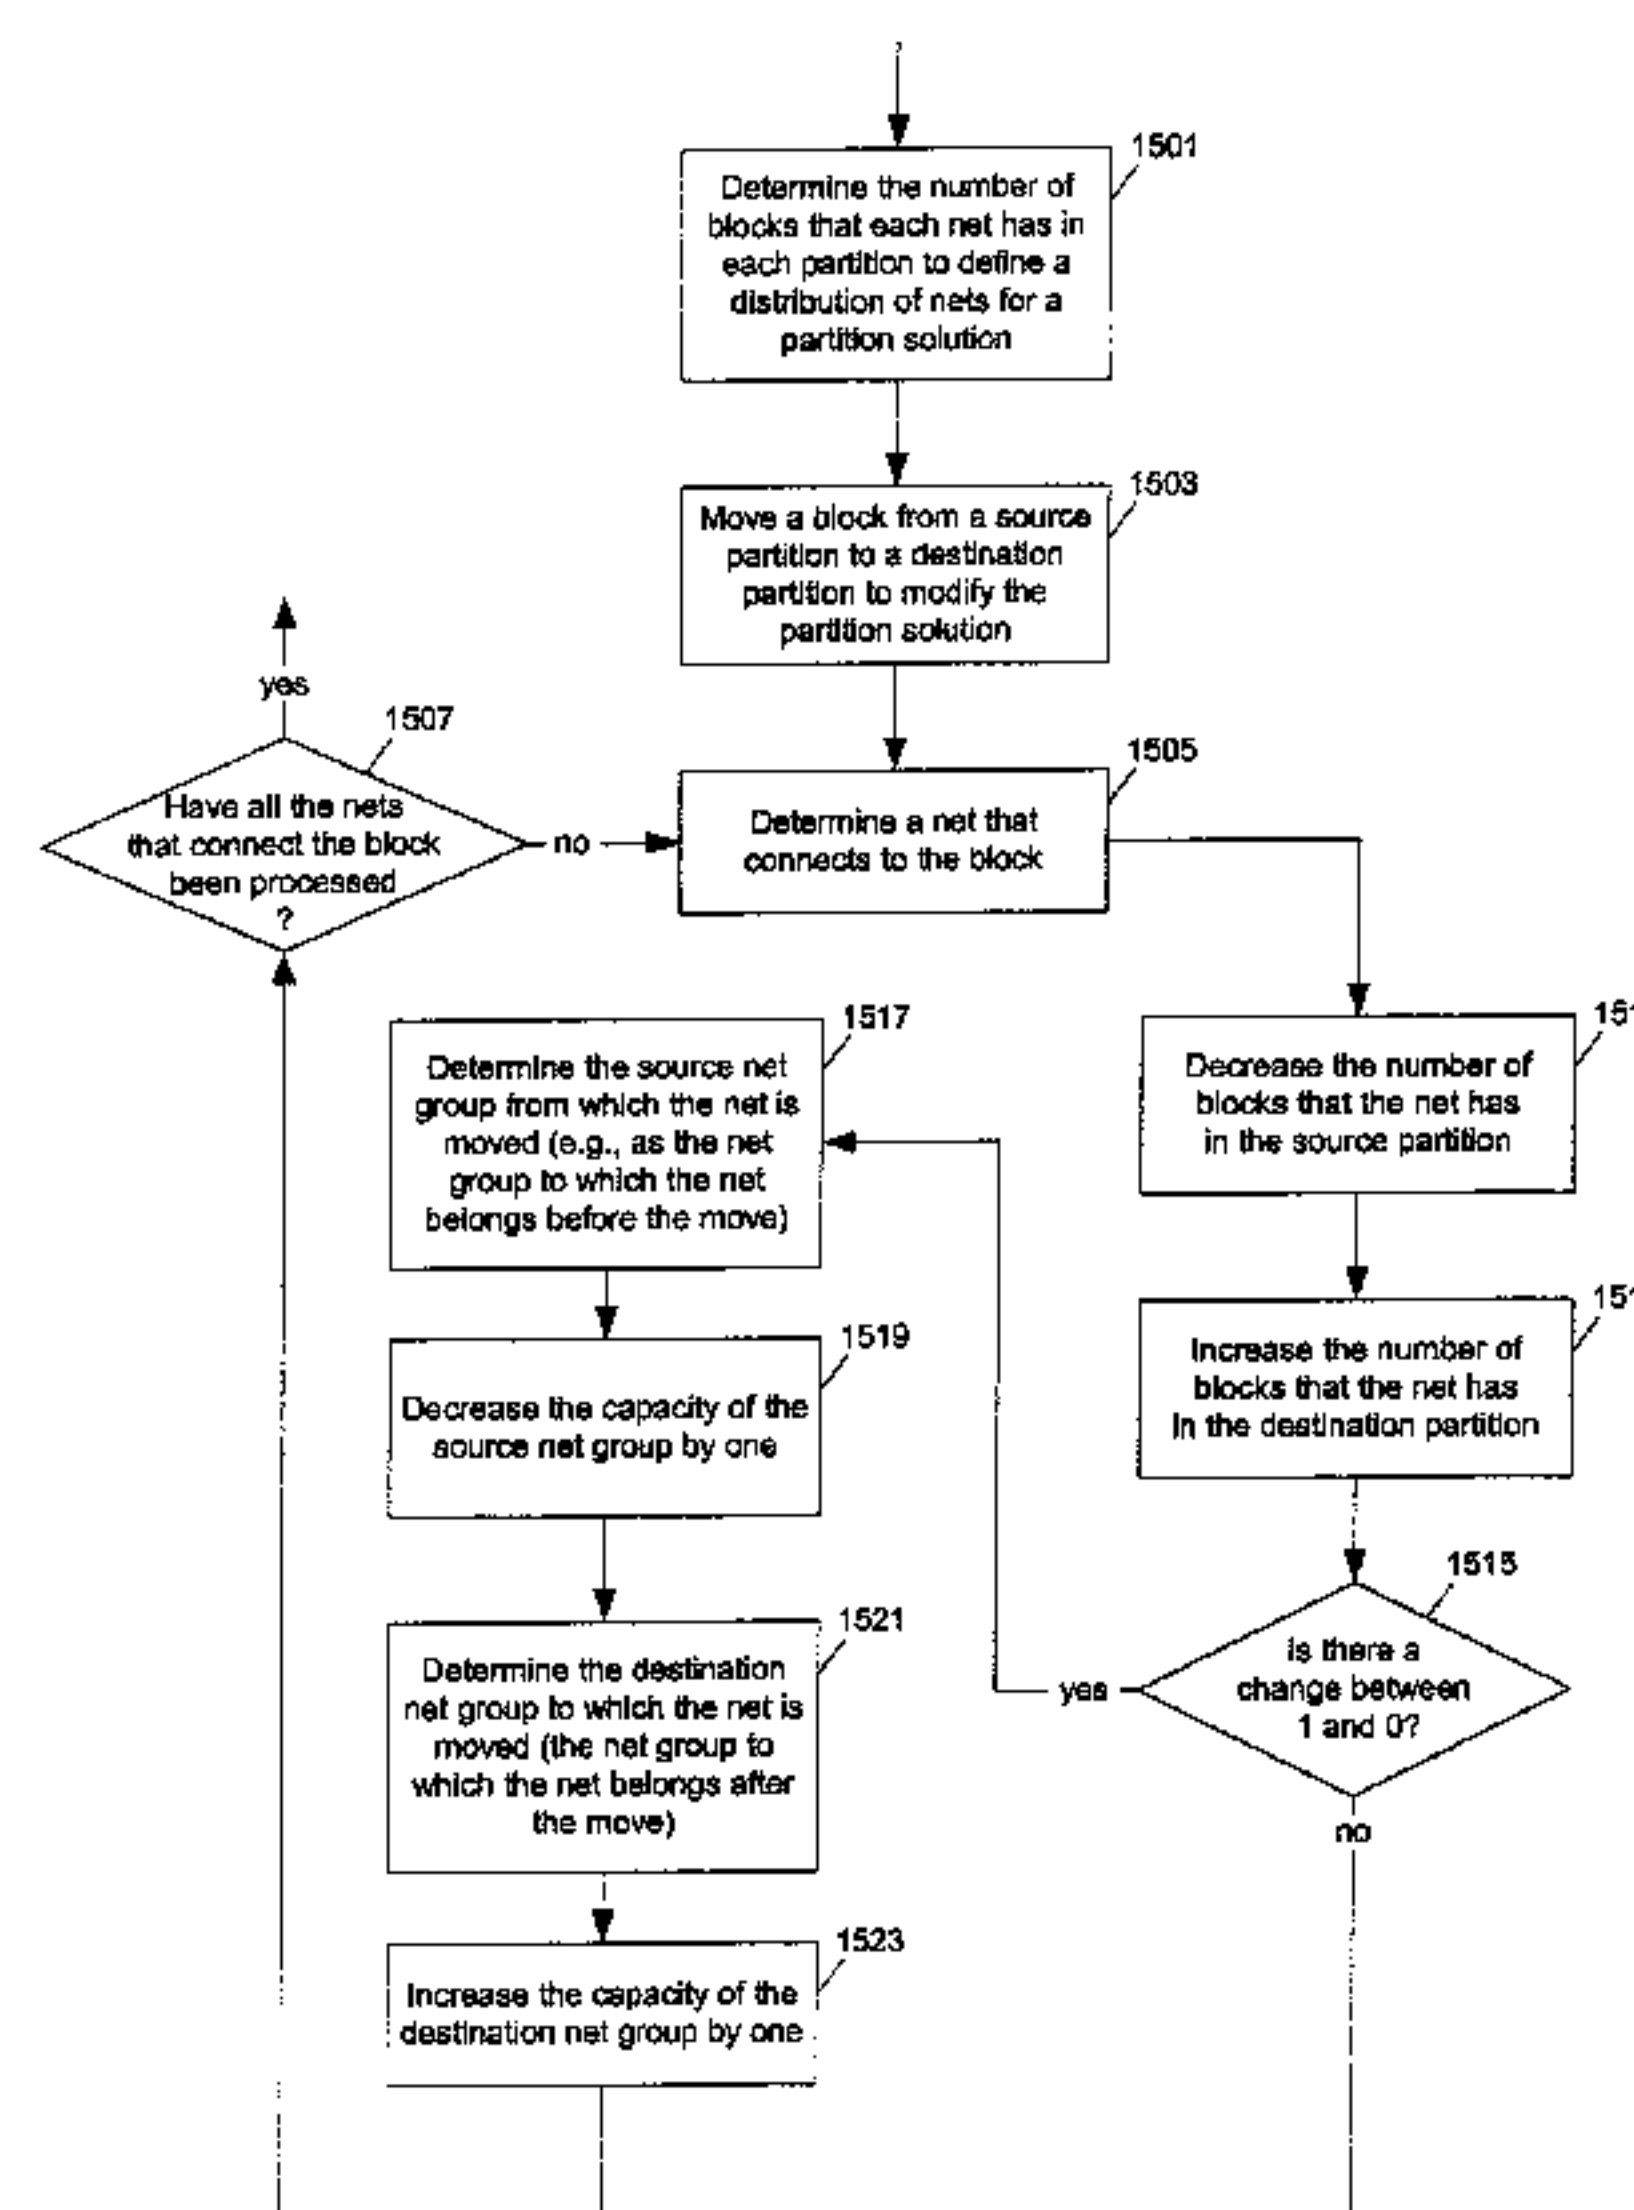 1501
Determine the number of
blocks that each net has in
each partition to define a
distribution of nets for a
partition solution
1503
Move a block from a source
partition to a destination
partition to modify the
partition solution
yes
1507
Have all the nets
that connect the block
been processed
?
no
1505
Determine a net that
connects to the block
1517
Determine the source net
group from which the net is
moved (e.g., as the net
group to which the net
belongs before the move)
151
Decrease the number of
blocks that the net has
in the source partition
1519
Decrease the capacity of the
source net group by one
151
Increase the number of
blocks that the net has
in the destination partition
1515
is there a
change between
1 and 0?
yes
no
1521
Determine the destination
net group to which the net is
moved (the net group to
which the net belongs after
the move)
1523
Increase the capacity of the
destination net group by one